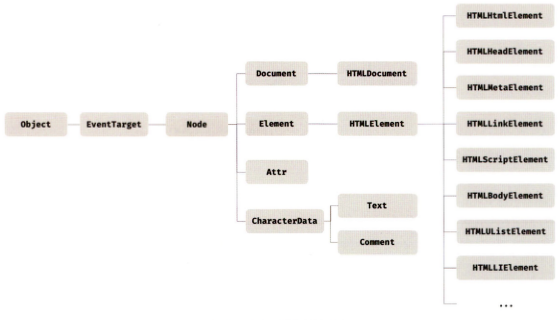 HTMLHtmlElement
HTMLHeadElement
Document
HTMLDocument
HTMLMetaElement
Object
EventTarget
Node
Element
HTMLElement
HTMLLinkElement
HTMLScriptElement
Attr
HTMLBodyElement
Text
CharacterData
HTMLUListElement
Comment
HTMLLIElement
...